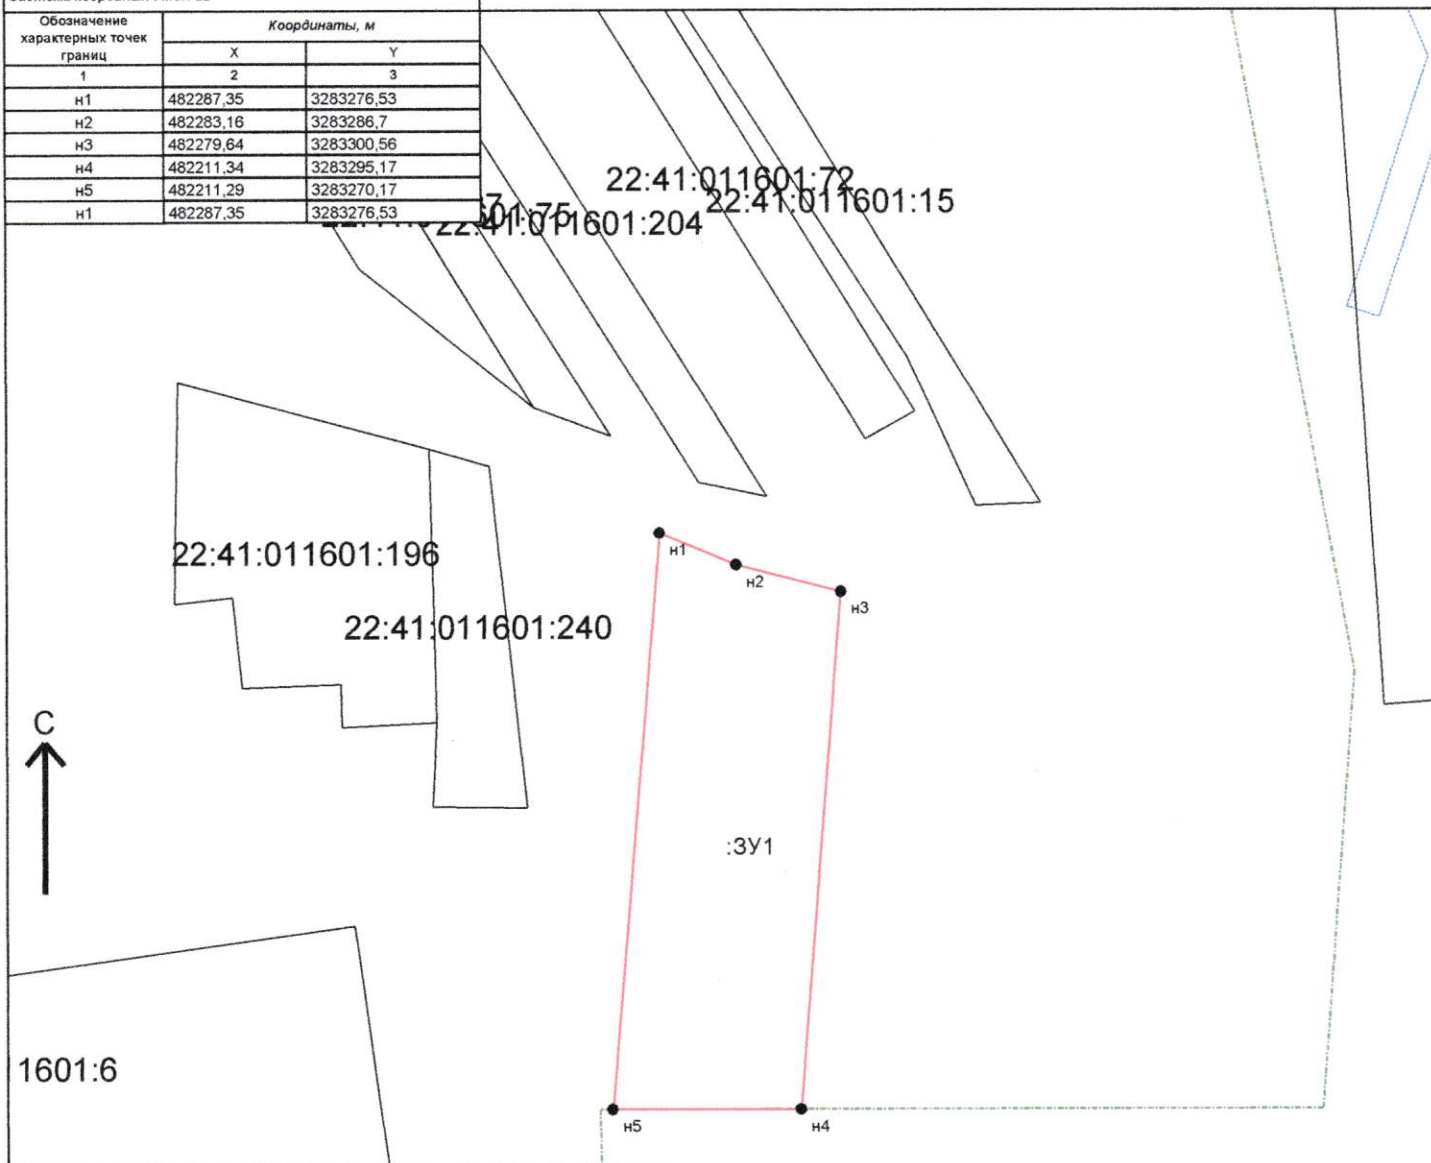 Обозначение характерных точек границ
Координаты, м
X Y
1 2 3
н1 482287,35 3283276,53
н2 482283,16 3283286,7
н3 482279,64 3283300,56
н4 482211,34 3283295,17
н5 482211,29 3283270,17
н1 482287,35 3283276,53
22:41:011601:72
22:41:011601:15
22:41:011601:204
22:41:011601:196
22:41:011601:240
н1
н2
н3
С
:ЗУ1
1601:6
н5
н4